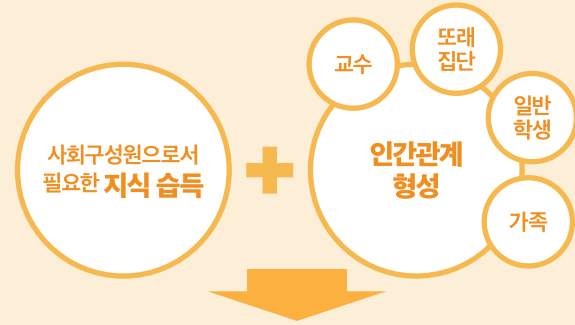 사회구성원으로서
필요한 지식 습득
인간관계
형성
교수
또래
집단
일반
학생
가족